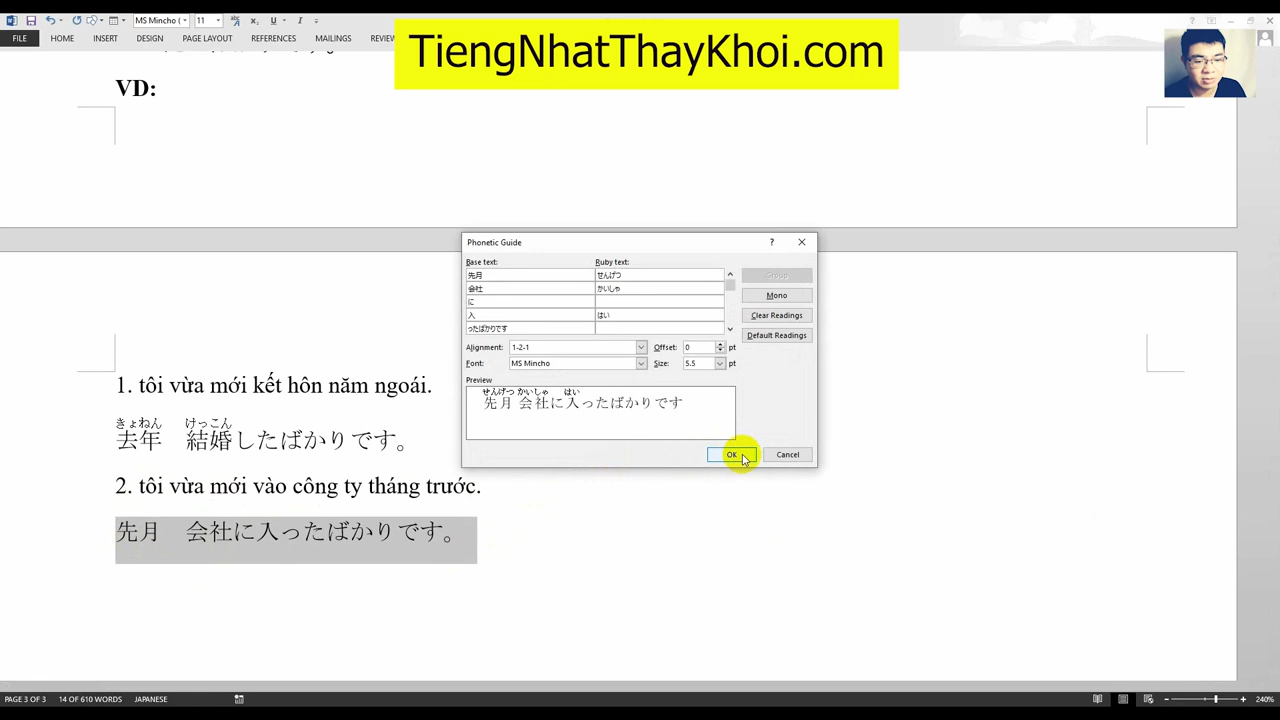 MS Mincho (
11
TiengNhatThayKhoi.com
FILE
HOME
INSERT
DESIGN
PAGE LAYOUT
REFERENCES
MAILINGS
VD:
Phonetic Guide
Base text:
Ruby text:
先月
せんげつ
会社
かいしゃ
に
入
はい
ったばかりです
Group
Mono
Clear Readings
Default Readings
Alignment:
1-2-1
Offset:
0
pt
Font:
MS Mincho
Size:
5.5
pt
Preview
せんげつ かいしゃ はい
先月 会社に入ったばかりです
OK
Cancel
1. tôi vừa mới kết hôn năm ngoái.
きょねん けっこん
去年 結婚したばかりです。
2. tôi vừa mới vào công ty tháng trước.
先月 会社に入ったばかりです。
PAGE 3 OF 3
14 OF 610 WORDS
JAPANESE
240%